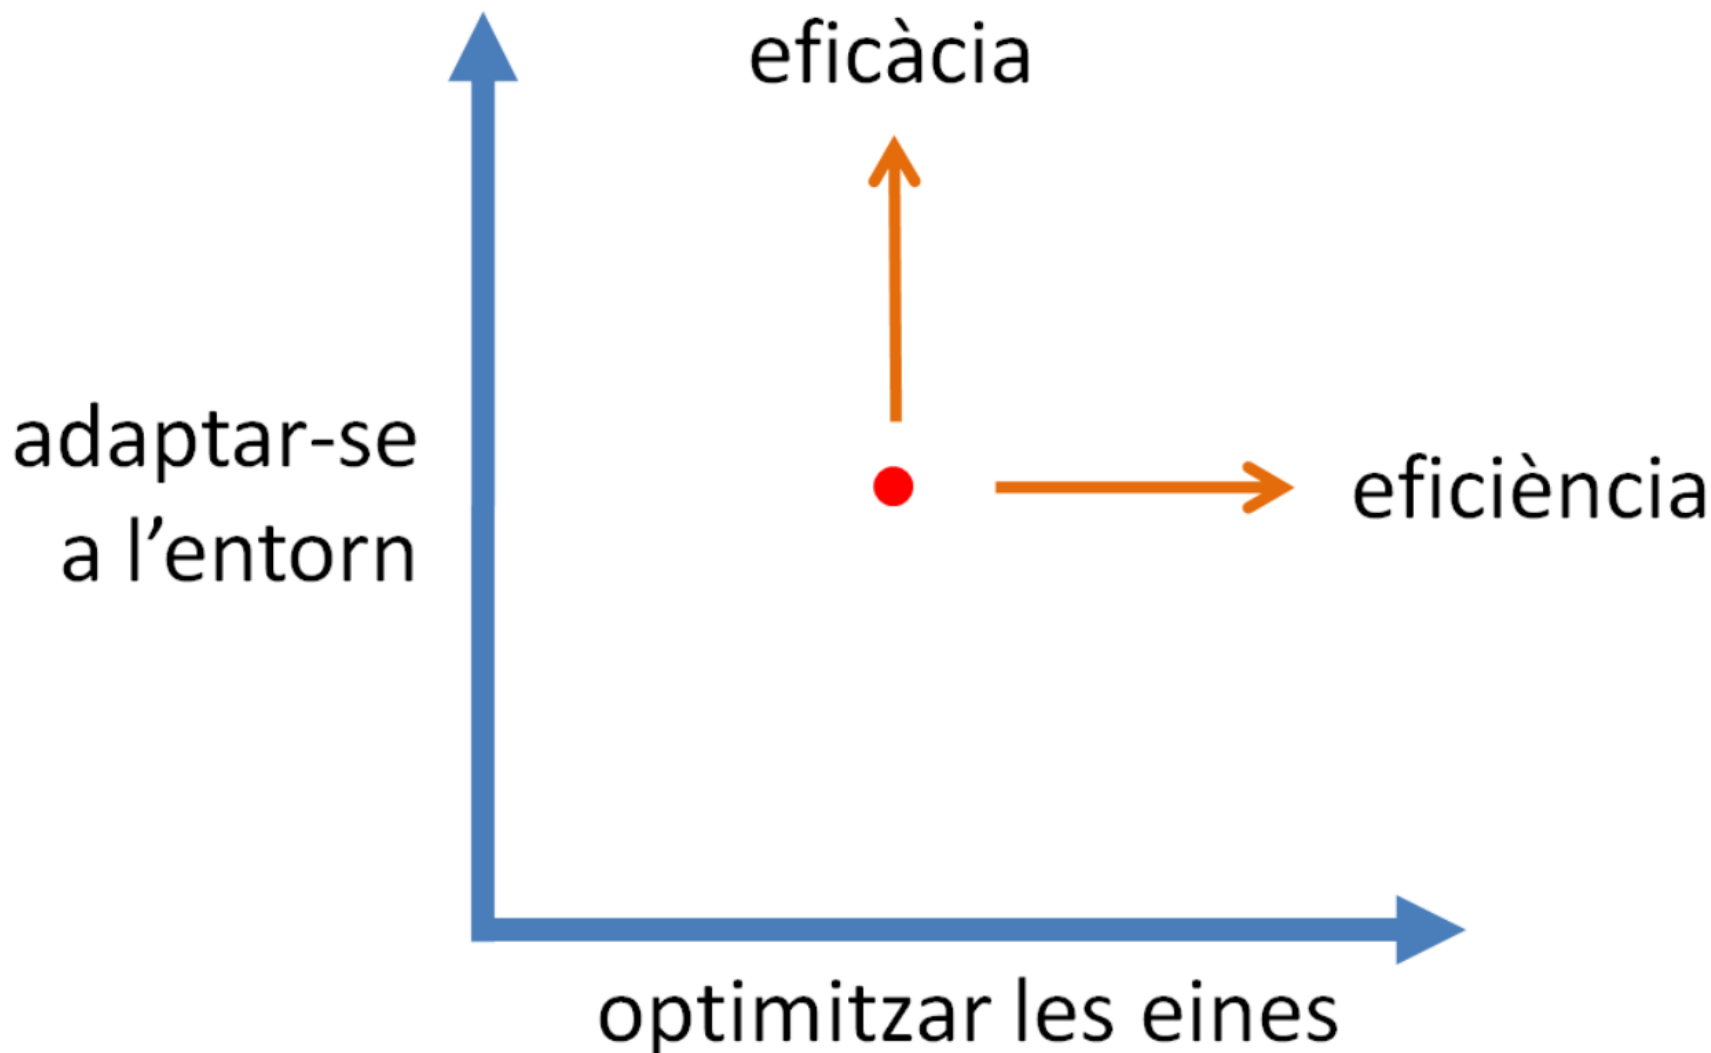 eficàcia
adaptar-se
a l’entorn
eficiència
optimitzar les eines